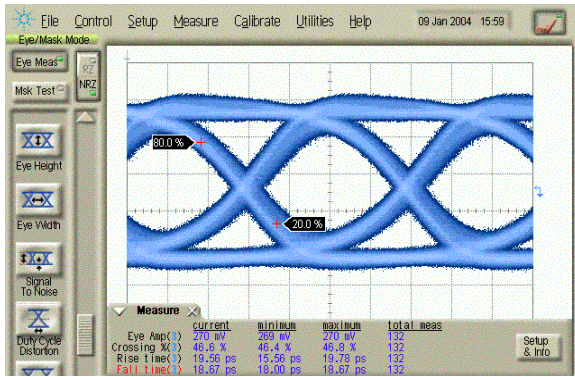 File Control Setup Measure Calibrate Utilities Help 09 Jan 2004 15:59
Eye/Mask Mode
Eye Meas
Msk Test
RZ
NRZ
Eye Height
Eye Width
Signal
To Noise
Duty Cycle
Distortion
80.0 %
20.0 %
Measure
current minimum maximum total meas
Eye Amp(3) 270 mV 269 mV 270 mV 132
Crossing %(3) 46.6 % 46.4 % 46.8 % 132
Rise time(3) 19.56 ps 15.56 ps 19.78 ps 132
Fall time(3) 18.67 ps 18.00 ps 18.67 ps 132
Setup
& Info